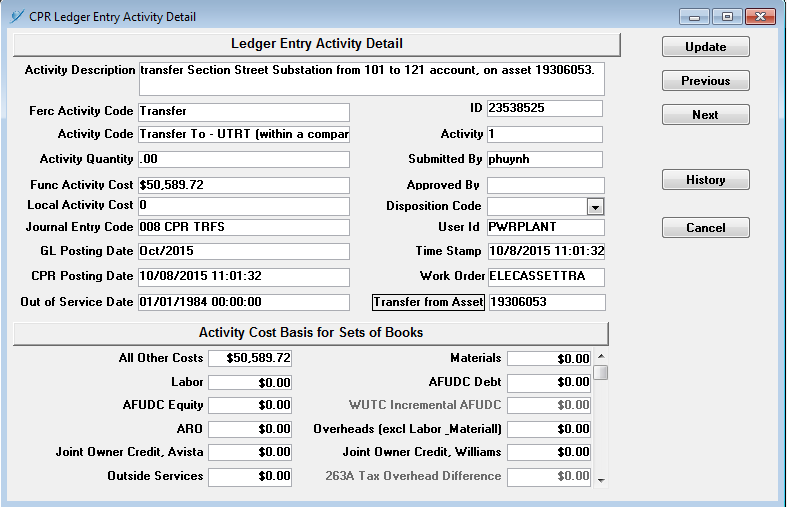 CPR Ledger Entry Activity Detail
Ledger Entry Activity Detail
Update
Activity Description transfer Section Street Substation from 101 to 121 account, on asset 19306053.
Previous
Ferc Activity Code Transfer ID 23538525
Next
Activity Code Transfer To - UTRT (within a compar Activity 1
Activity Quantity .00 Submitted By phuynh
Func Activity Cost $50,589.72 Approved By
History
Local Activity Cost 0 Disposition Code
Journal Entry Code 008 CPR TRFS User Id PWRPLANT
Cancel
GL Posting Date Oct/2015 Time Stamp 10/8/2015 11:01:32
CPR Posting Date 10/08/2015 11:01:32 Work Order ELECASSETTRA
Out of Service Date 01/01/1984 00:00:00 Transfer from Asset 19306053
Activity Cost Basis for Sets of Books
All Other Costs $50,589.72 Materials $0.00
Labor $0.00 AFUDC Debt $0.00
AFUDC Equity $0.00 WUTC Incremental AFUDC $0.00
ARO $0.00 Overheads (excl Labor_Materiall) $0.00
Joint Owner Credit, Avista $0.00 Joint Owner Credit, Williams $0.00
Outside Services $0.00 263A Tax Overhead Difference $0.00